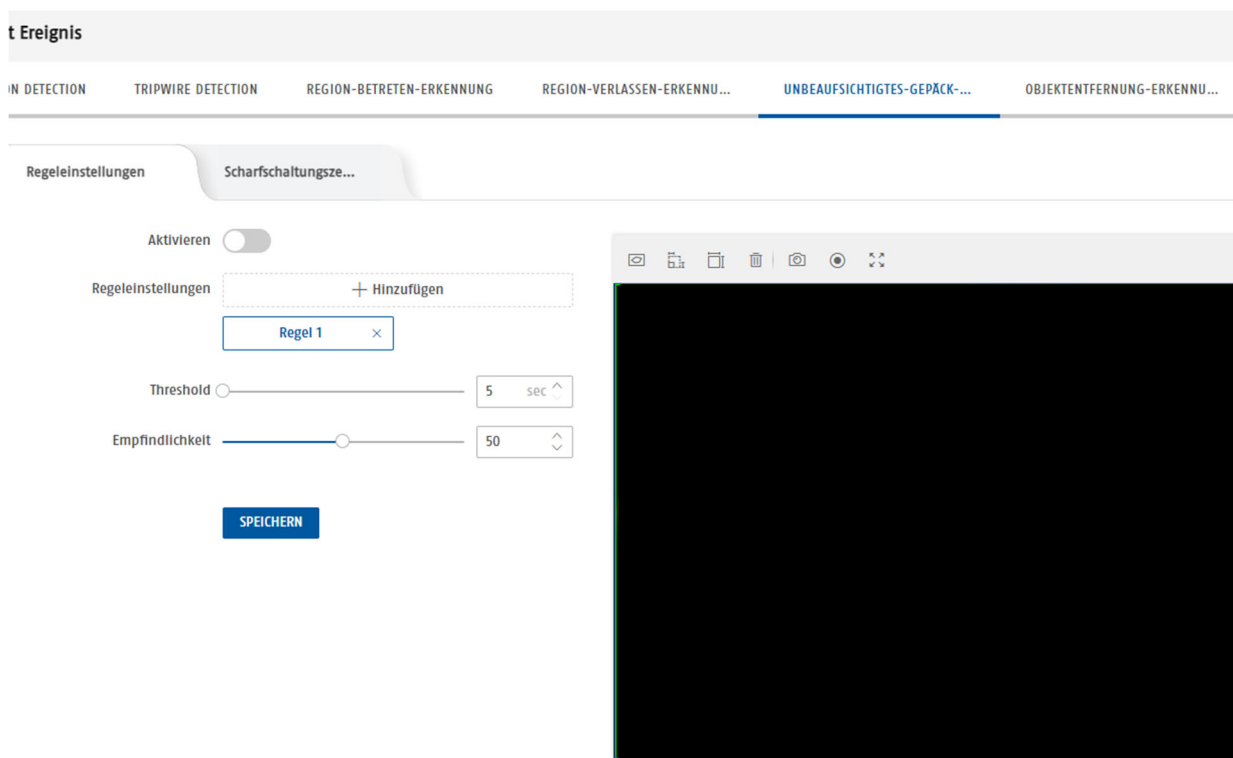 t Ereignis
ON DETECTION TRIPWIRE DETECTION REGION-BETRETEN-ERKENNUNG REGION-VERLASSEN-ERKENNU... UNBEAUFSICHTIGTES-GEPÄCK-... OBJEKTENTFERNUNG-ERKENNU...
Regeleinstellungen Scharfschaltungsze...
Aktivieren
Regeleinstellungen + Hinzufügen
Regel 1 ×
Threshold 5 sec
Empfindlichkeit 50
SPEICHERN